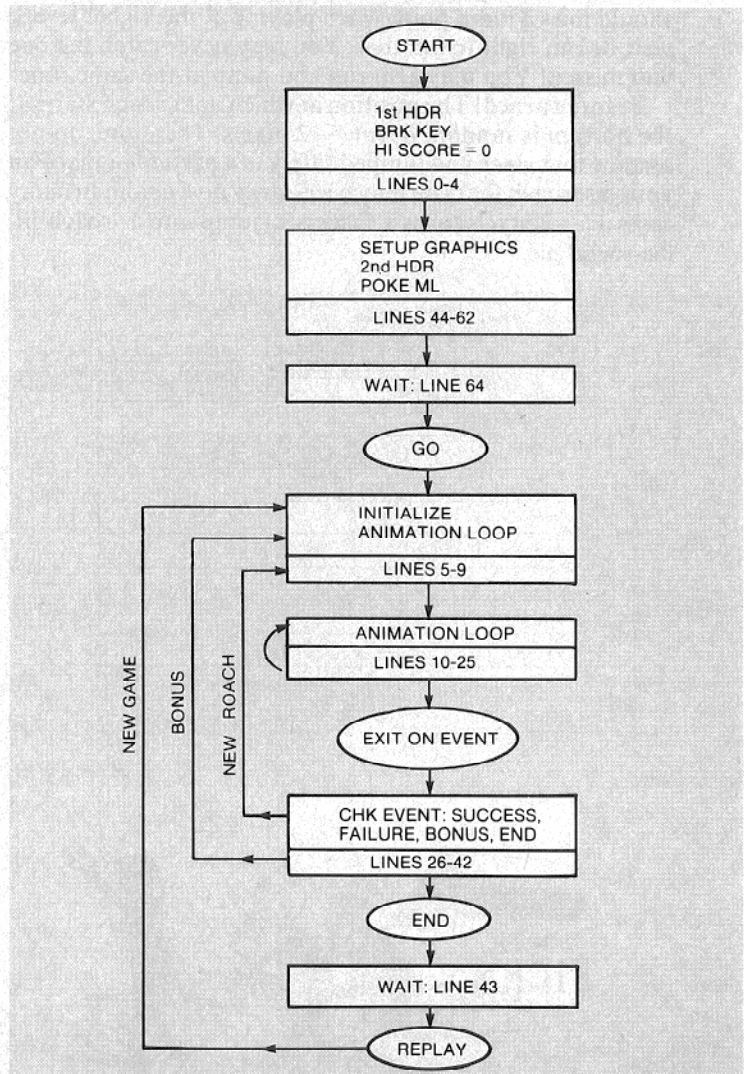 START
1st HDR
BRK KEY
HI SCORE = 0
LINES 0-4
SETUP GRAPHICS
2nd HDR
POKE ML
LINES 44-62
WAIT: LINE 64
GO
INITIALIZE
ANIMATION LOOP
LINES 5-9
ANIMATION LOOP
LINES 10-25
NEW GAME
BONUS
NEW ROACH
EXIT ON EVENT
CHK EVENT: SUCCESS,
FAILURE, BONUS, END
LINES 26-42
END
WAIT: LINE 43
REPLAY